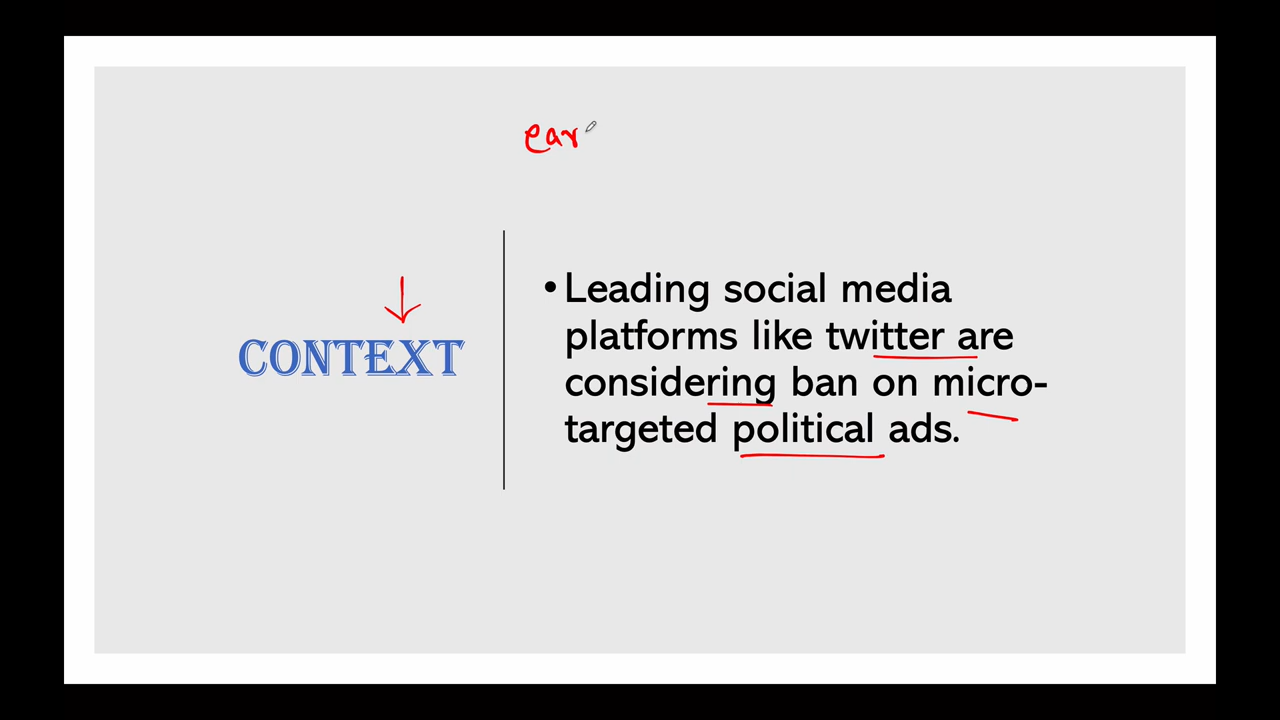 ear
CONTEXT
• Leading social media
platforms like twitter are
considering ban on micro-
targeted political ads.